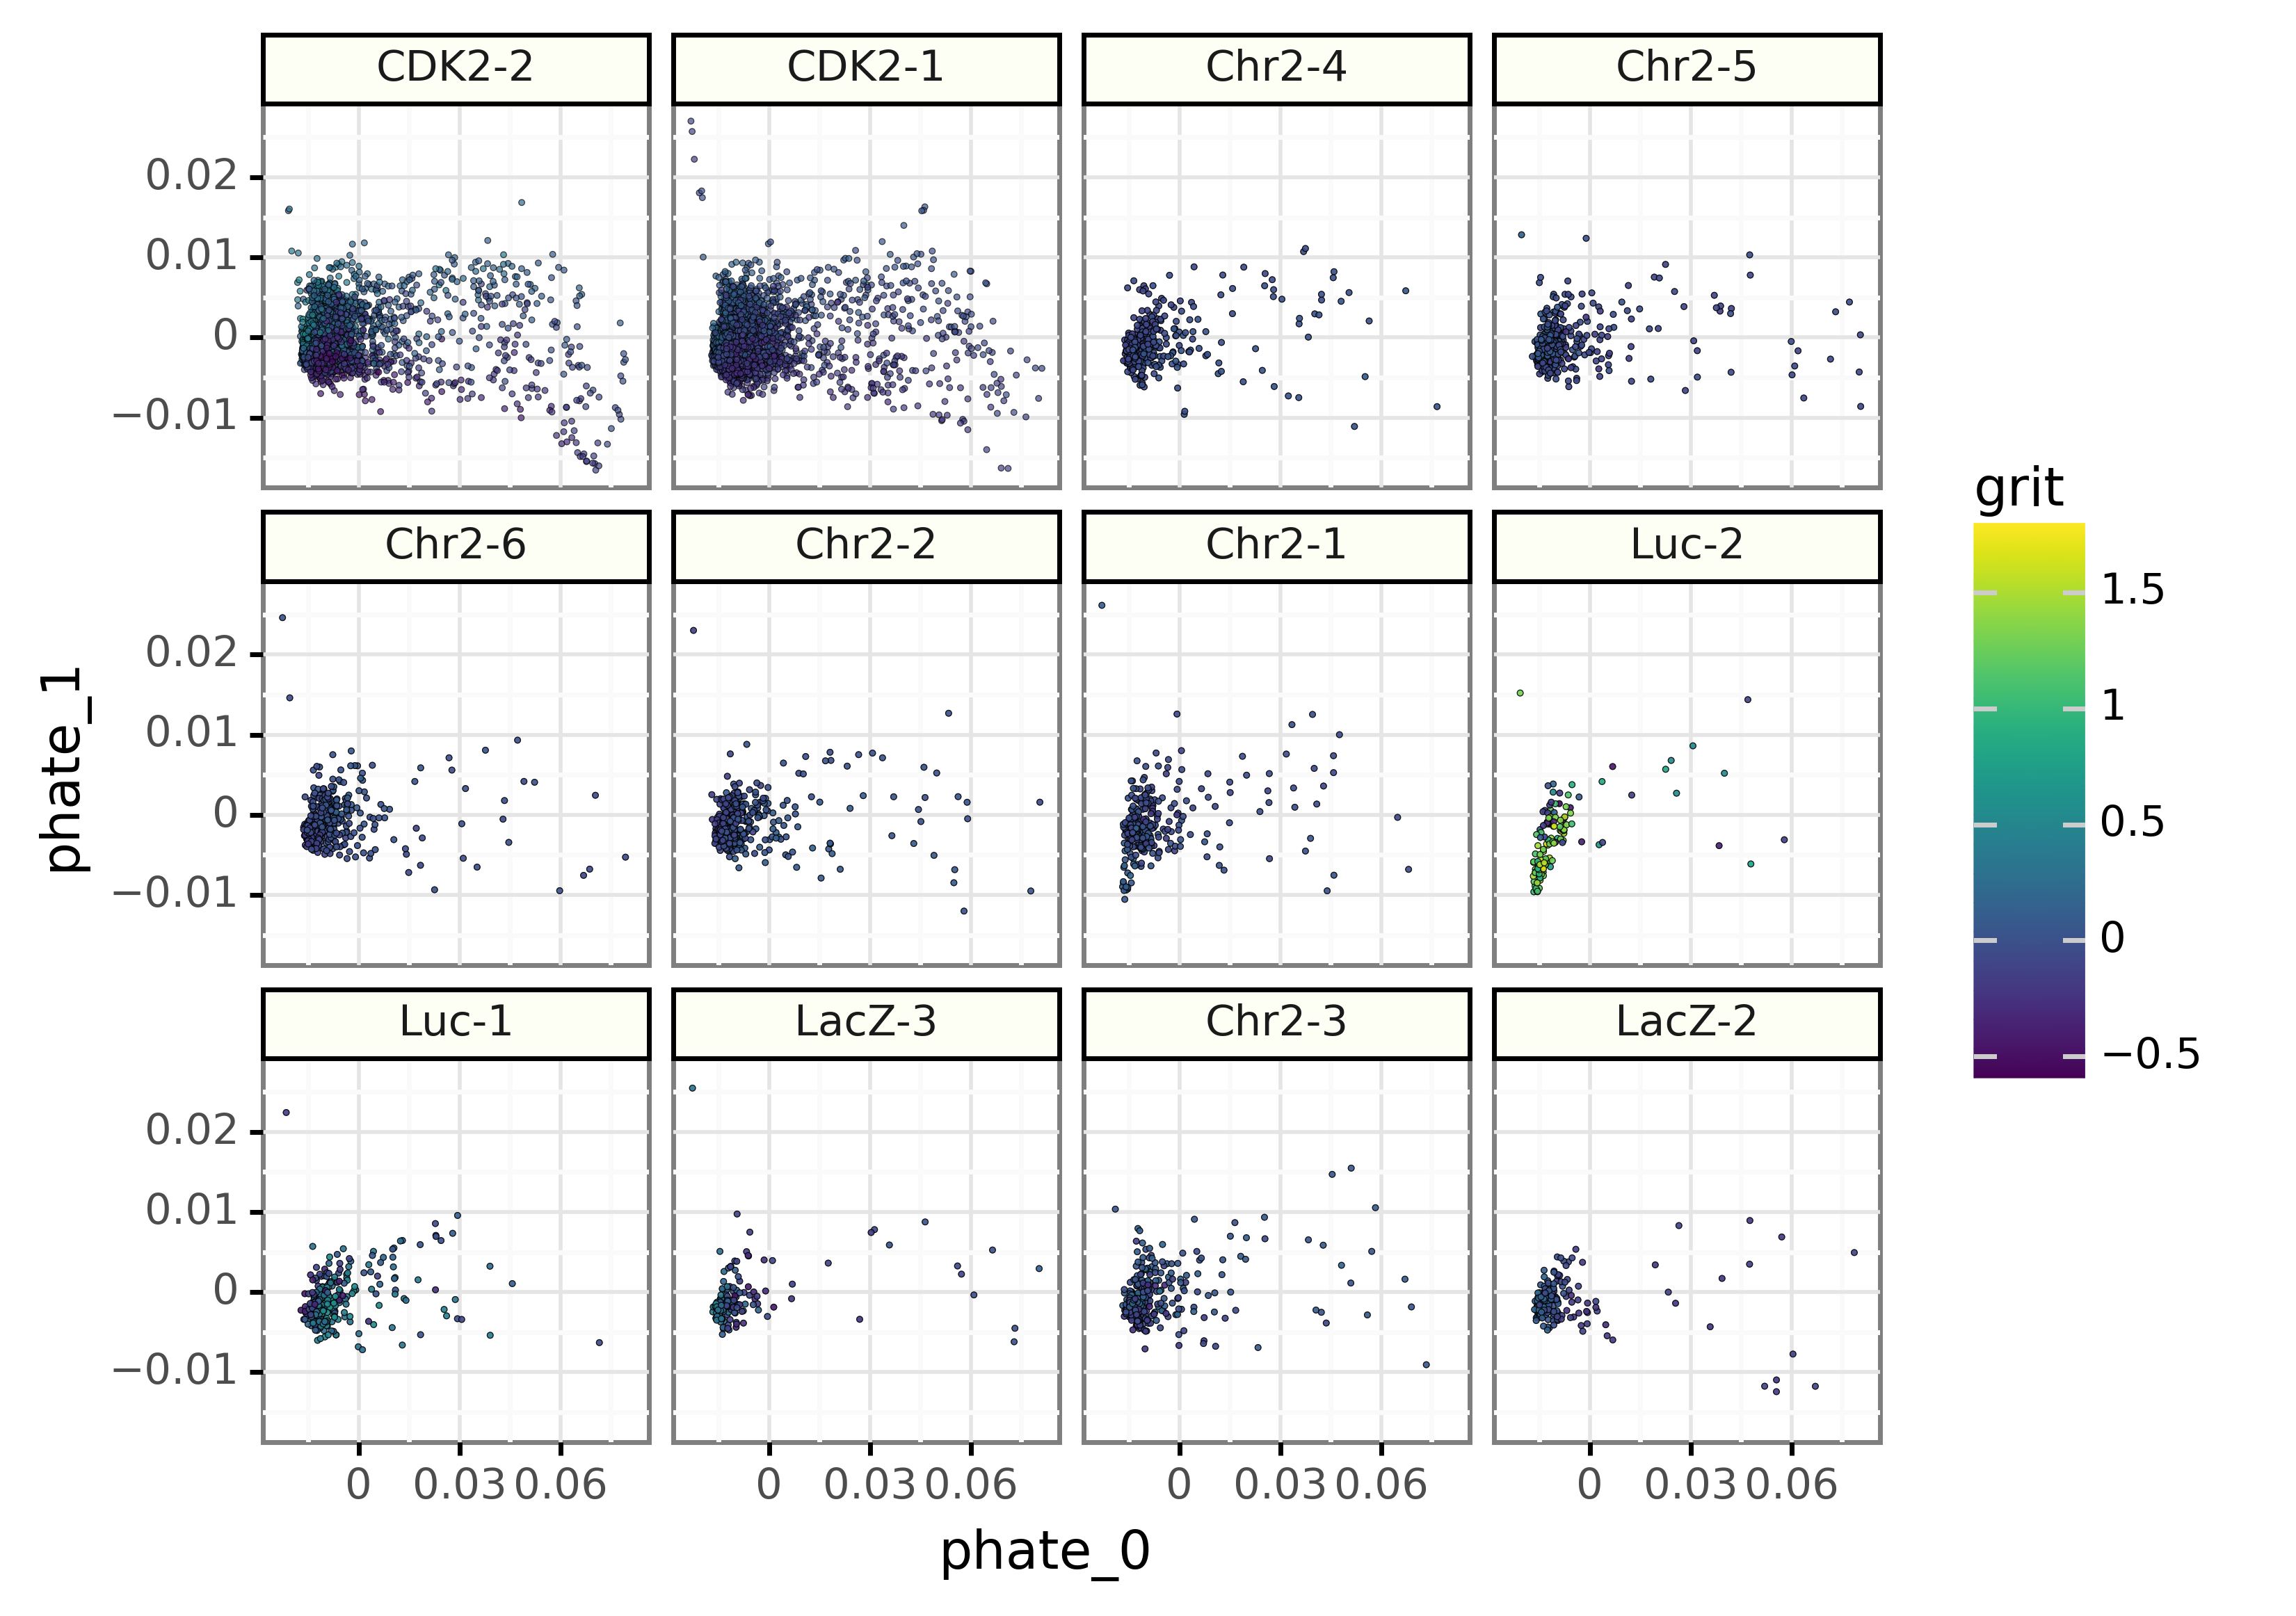 CDK2-2 CDK2-1 Chr2-4 Chr2-5
0.02
0.01
0
−0.01
Chr2-6 Chr2-2 Chr2-1 Luc-2
0.02
0.01
0
−0.01
Luc-1 LacZ-3 Chr2-3 LacZ-2
0.02
0.01
0
−0.01
0 0.03 0.06 0 0.03 0.06 0 0.03 0.06 0 0.03 0.06
phate_0
phate_1
grit
1.5
1
0.5
0
−0.5